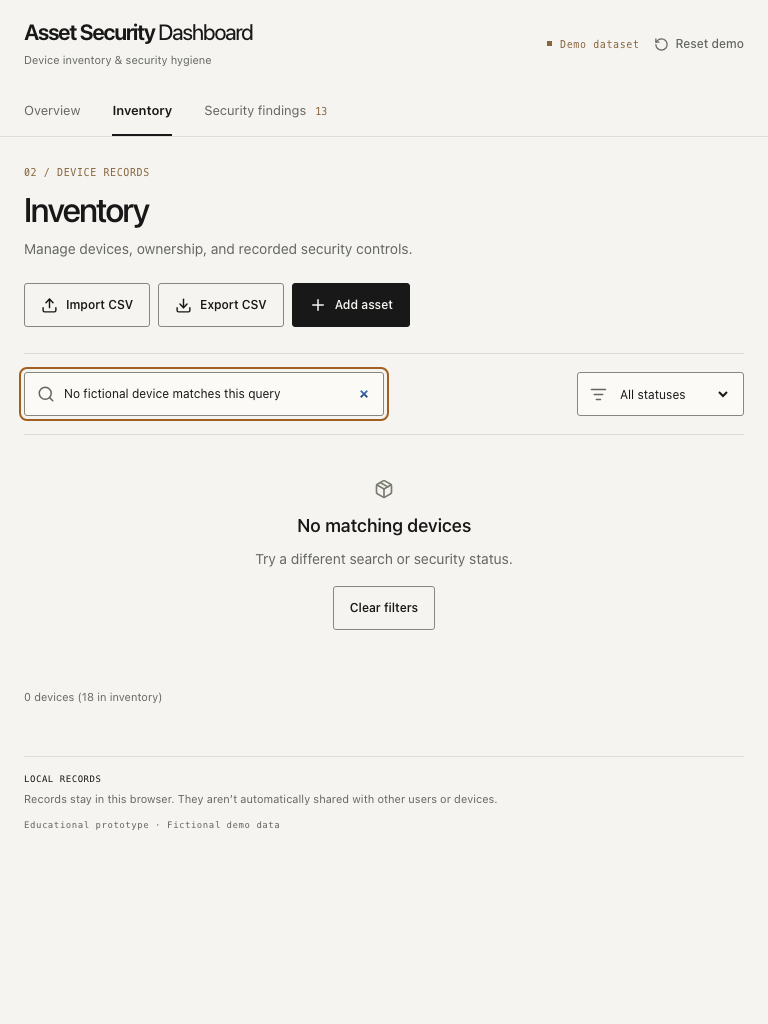 Asset Security Dashboard
Device inventory & security hygiene
Demo dataset
Reset demo
Overview
Inventory
Security findings 13
02 / DEVICE RECORDS
Inventory
Manage devices, ownership, and recorded security controls.
Import CSV
Export CSV
Add asset
No fictional device matches this query
All statuses
No matching devices
Try a different search or security status.
Clear filters
0 devices (18 in inventory)
LOCAL RECORDS
Records stay in this browser. They aren't automatically shared with other users or devices.
Educational prototype · Fictional demo data